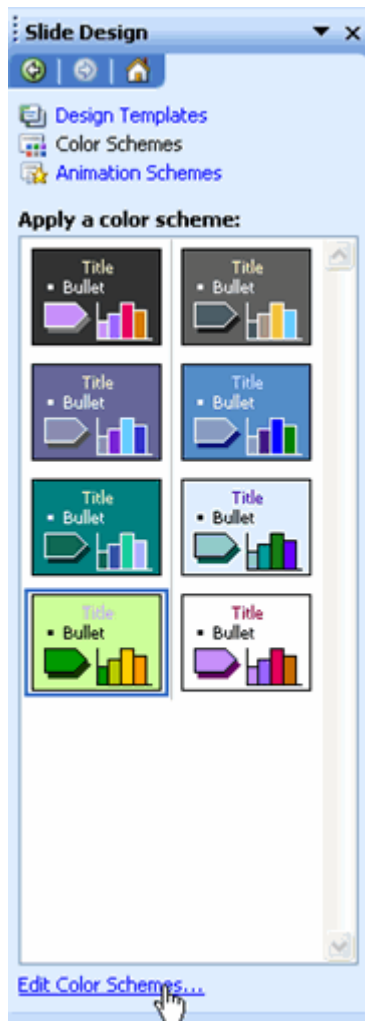 Slide Design
Design Templates
Color Schemes
Animation Schemes
Apply a color scheme:
Title Title
▪ Bullet ▪ Bullet
Title Title
▪ Bullet ▪ Bullet
Title Title
▪ Bullet ▪ Bullet
Title Title
▪ Bullet ▪ Bullet
Edit Color Schemes...